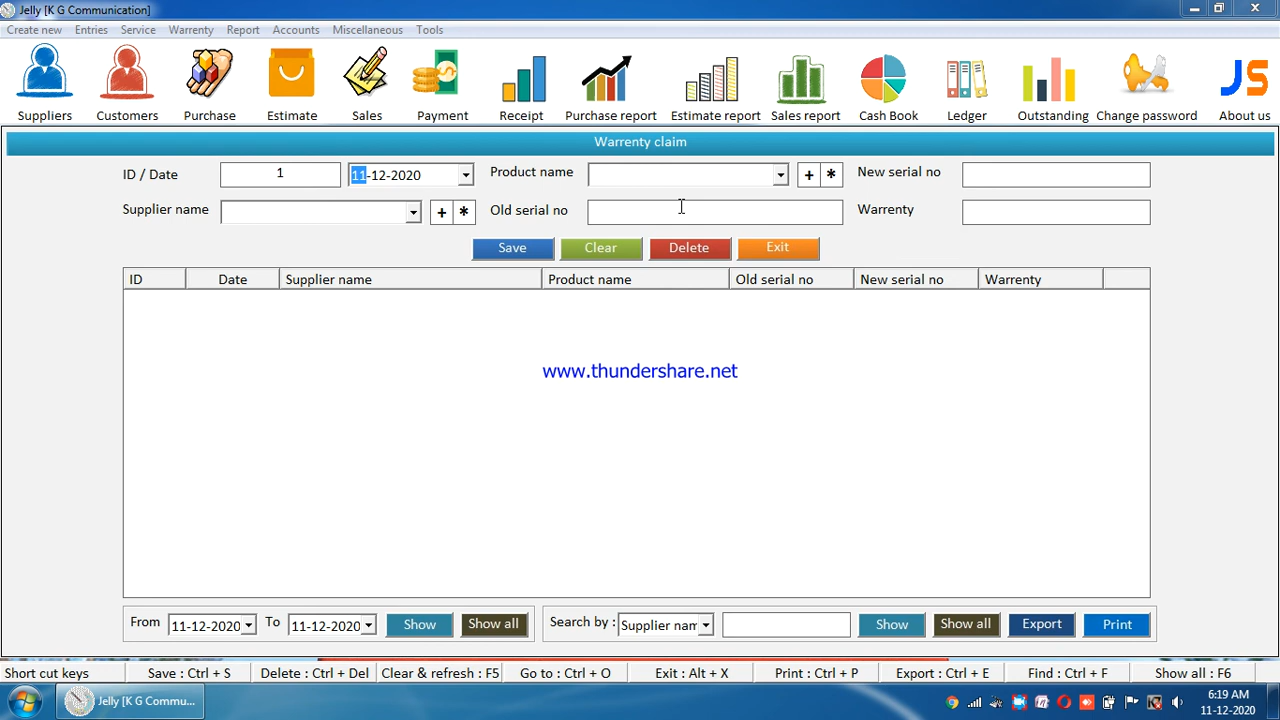 Jelly [K G Communication]
Create new Entries Service Warrenty Report Accounts Miscellaneous Tools
Suppliers Customers Purchase Estimate Sales Payment Receipt Purchase report Estimate report Sales report Cash Book Ledger Outstanding Change password JS About us
Warrenty claim
ID / Date 1 11-12-2020 Product name + * New serial no
Supplier name + * Old serial no Warrenty
Save Clear Delete Exit
ID Date Supplier name Product name Old serial no New serial no Warrenty
www.thundershare.net
From 11-12-2020 To 11-12-2020 Show Show all Search by : Supplier nam Show Show all Export Print
Short cut keys Save : Ctrl + S Delete : Ctrl + Del Clear & refresh : F5 Go to : Ctrl + O Exit : Alt + X Print : Ctrl + P Export : Ctrl + E Find : Ctrl + F Show all : F6
Jelly [K G Commu... 6:19 AM
11-12-2020